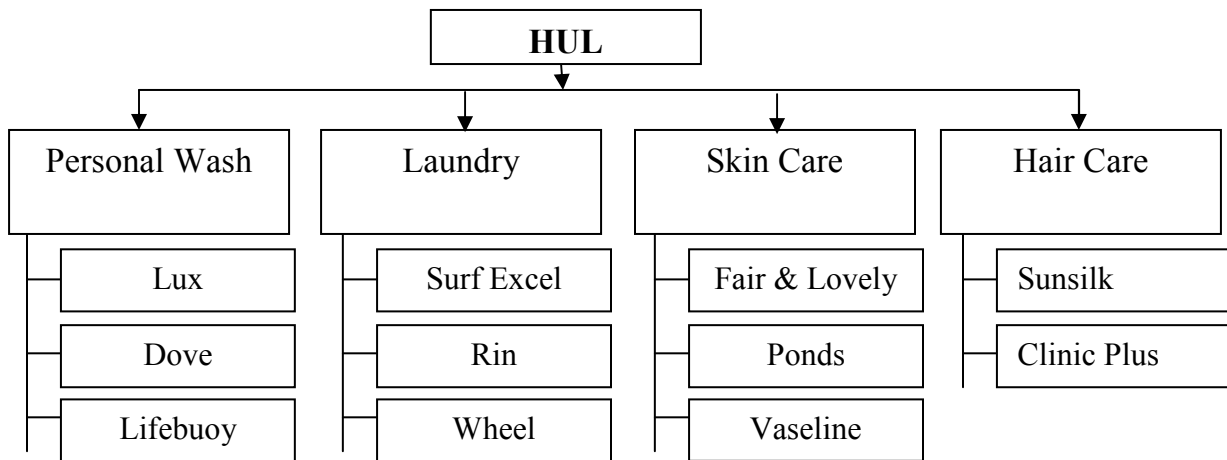 HUL
Personal Wash
Laundry
Skin Care
Hair Care
Lux
Surf Excel
Fair & Lovely
Sunsilk
Dove
Rin
Ponds
Clinic Plus
Lifebuoy
Wheel
Vaseline